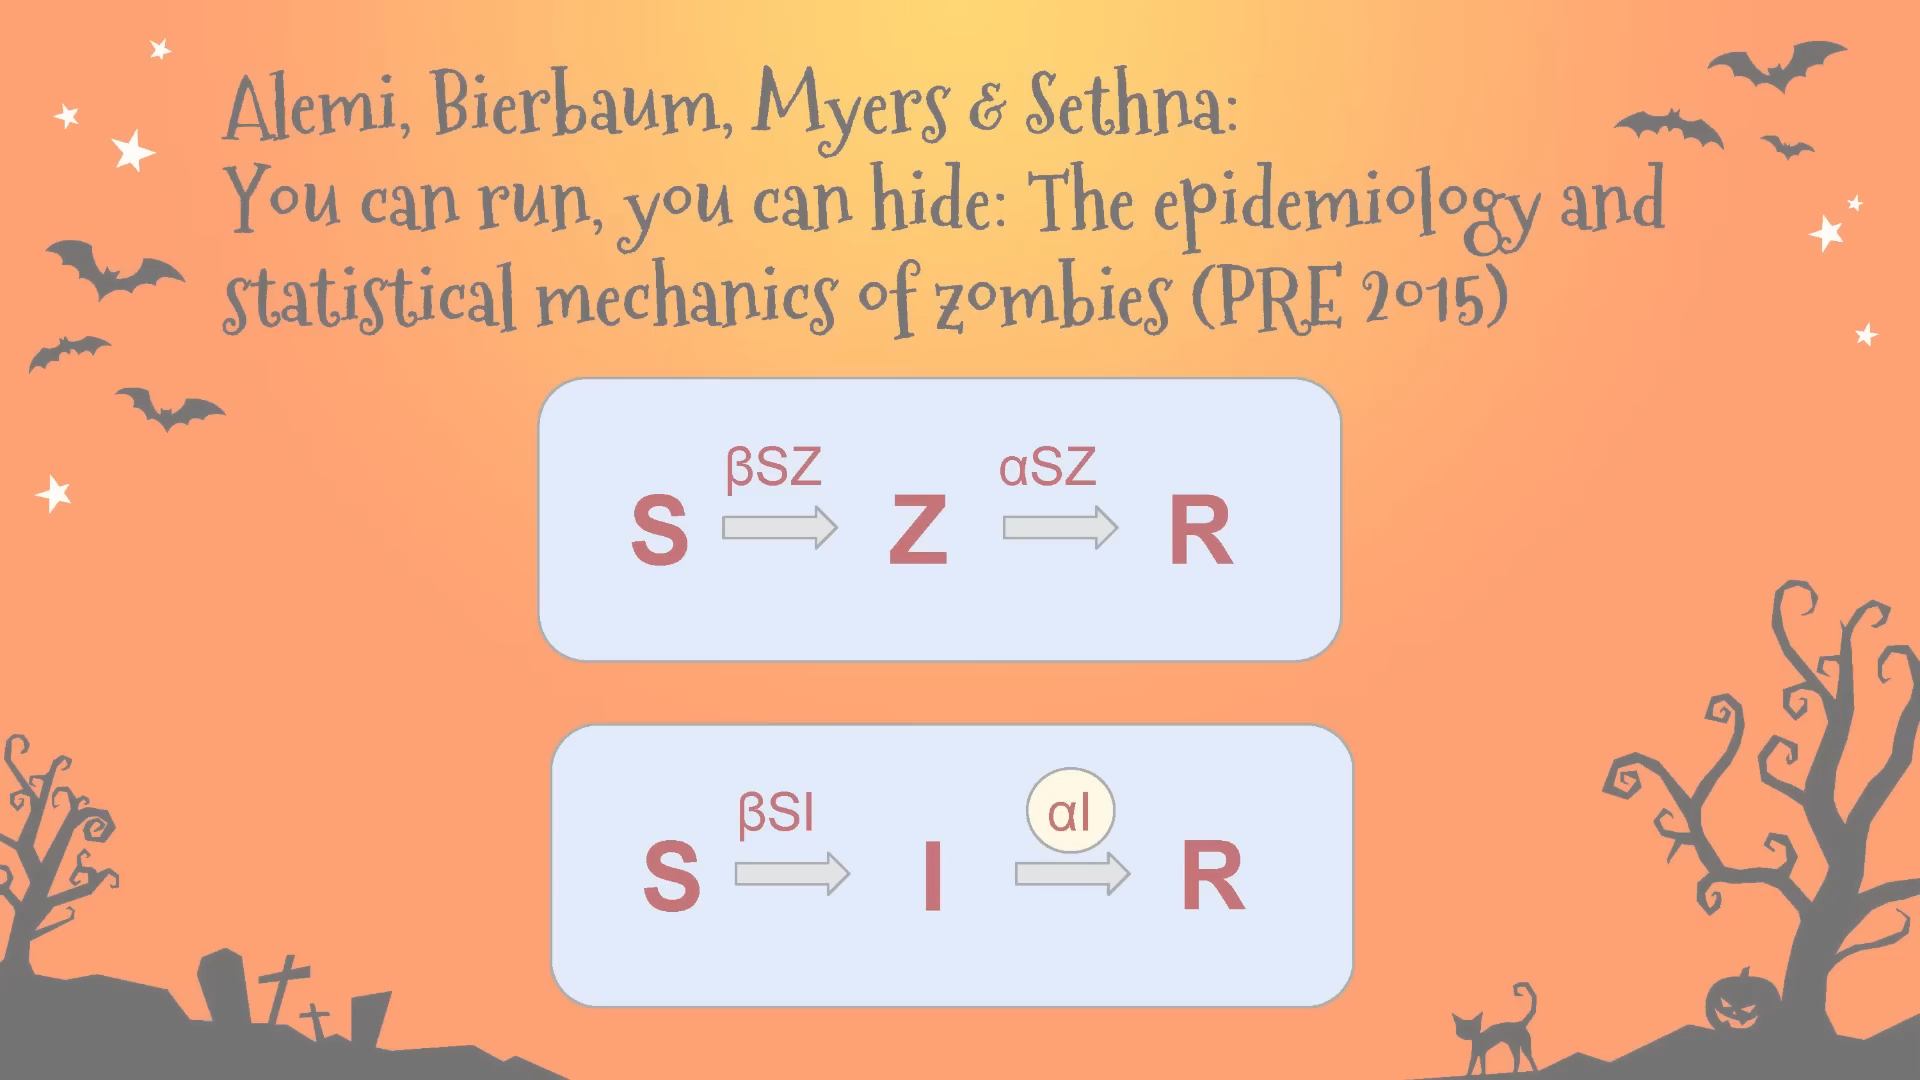 Alemi, Bierbaum, Myers & Sethna:
You can run, you can hide: The epidemiology and
statistical mechanics of zombies (PRE 2015)
βSZ αSZ
S Z R
βSI αI
S I R